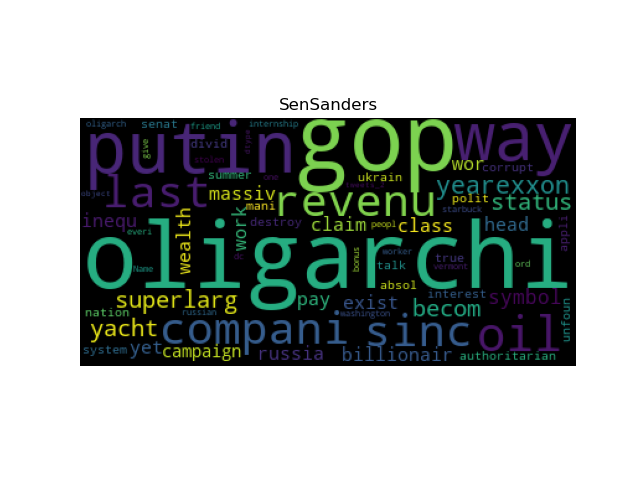 SenSanders
oligarch senat friend internship
putin gop way
give divid stolen dtype
summer one towels_2 ukrain wor corrupt
last massiv mani revenu polit yearexxon status
inequ wealth work destroy claim peopl class head starbuck appli
everi oligarchi
Name dc bonus talk worker true vermont ord
superlarg pay absol exist interest symbol
nation russian washington becom unfoun
yacht compani sinc oil
system yet campaign russia billionair authoritarian
object